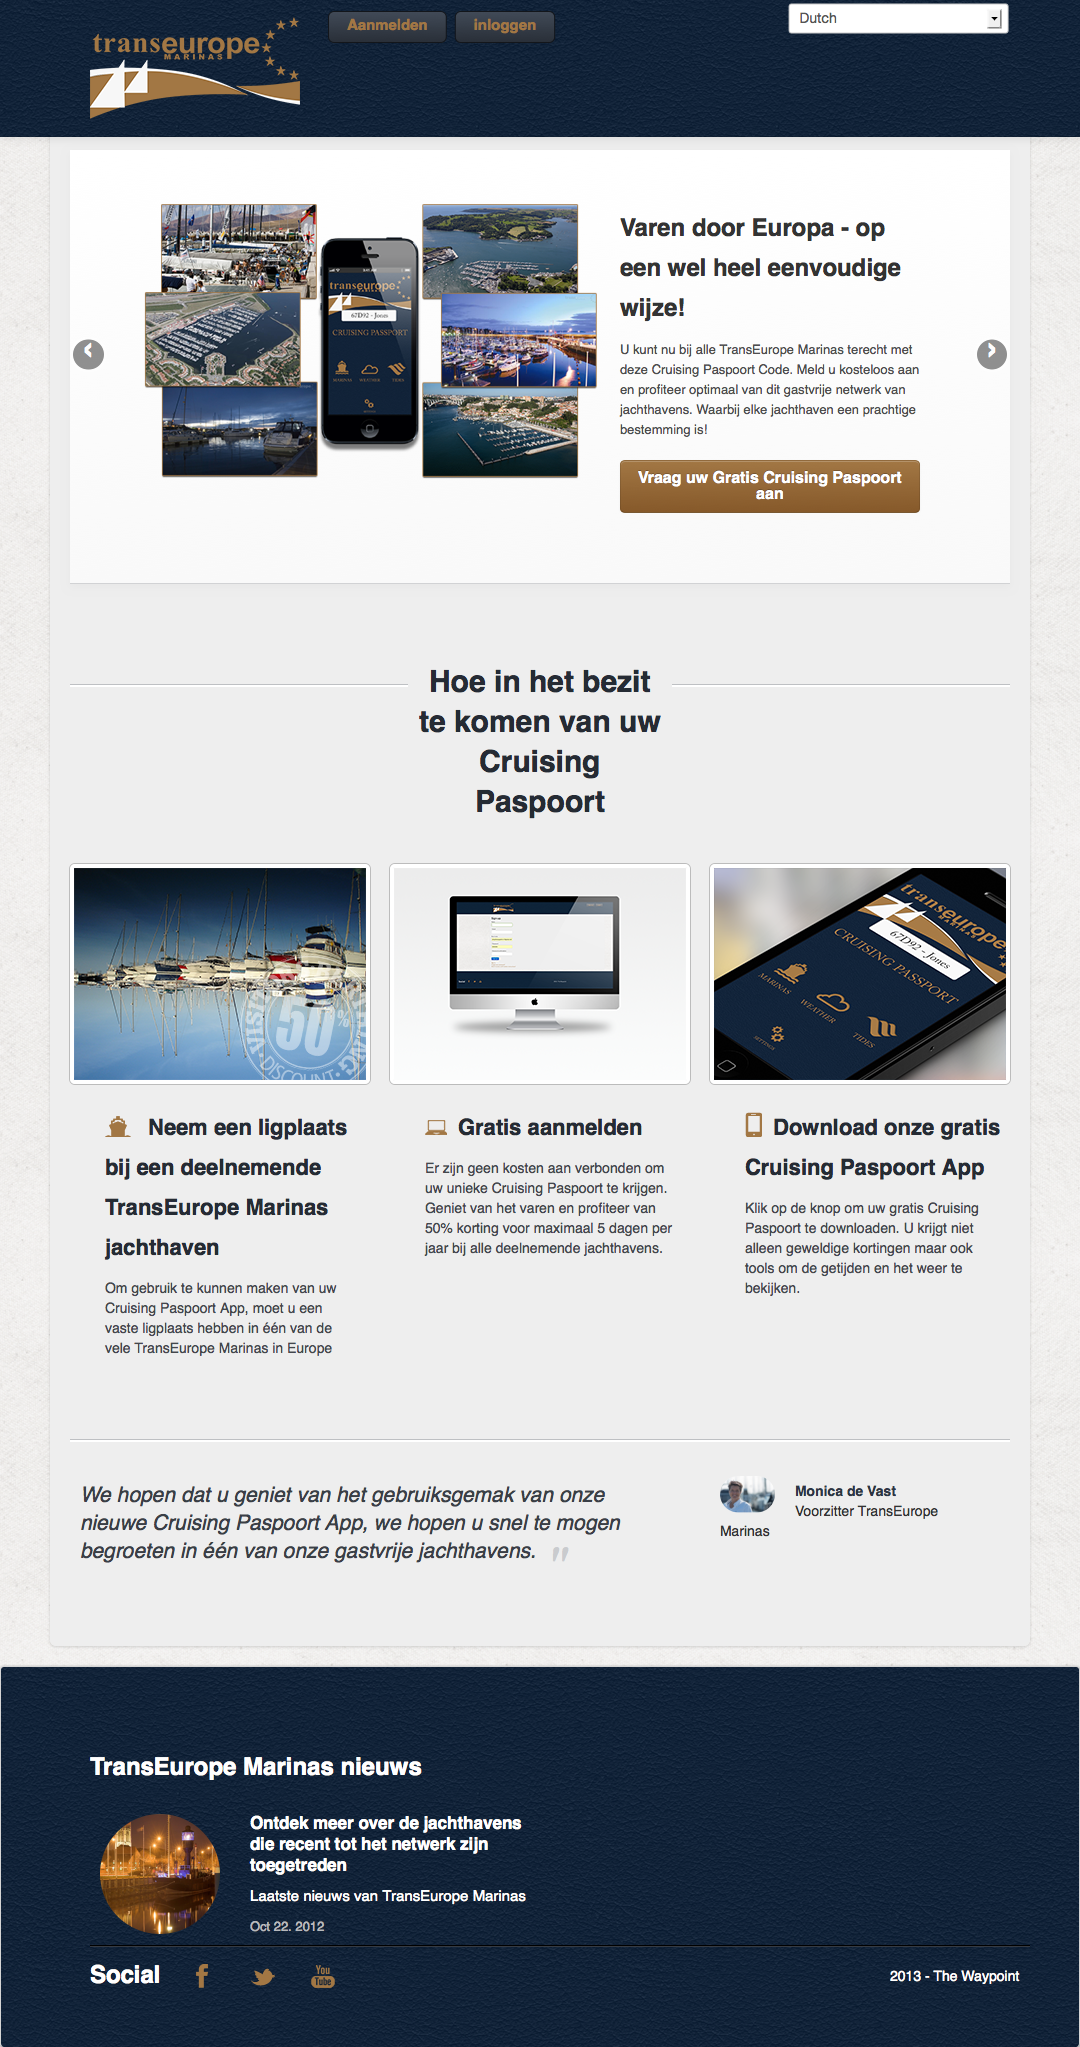 transeurope
MARINAS
Aanmelden
inloggen
Dutch
Varen door Europa - op
een wel heel eenvoudige
wijze!
transeurope
MARINAS
67D92 - Jones
CRUISING PASSPORT
MARINAS
WEATHER
TIDES
U kunt nu bij alle TransEurope Marinas terecht met
deze Cruising Paspoort Code. Meld u kosteloos aan
en profiteer optimaal van dit gastvrije netwerk van
jachthavens. Waarbij elke jachthaven een prachtige
bestemming is!
Vraag uw Gratis Cruising Paspoort
aan
Hoe in het bezit
te komen van uw
Cruising
Paspoort
50%
DISCOUNT
transeurope
MARINAS
67D92 - Jones
CRUISING PASSPORT
MARINAS
WEATHER
TIDES
SETTINGS
Neem een ligplaats
bij een deelnemende
TransEurope Marinas
jachthaven
Om gebruik te kunnen maken van uw
Cruising Paspoort App, moet u een
vaste ligplaats hebben in één van de
vele TransEurope Marinas in Europe
Gratis aanmelden
Er zijn geen kosten aan verbonden om
uw unieke Cruising Paspoort te krijgen.
Geniet van het varen en profiteer van
50% korting voor maximaal 5 dagen per
jaar bij alle deelnemende jachthavens.
Download onze gratis
Cruising Paspoort App
Klik op de knop om uw gratis Cruising
Paspoort te downloaden. U krijgt niet
alleen geweldige kortingen maar ook
tools om de getijden en het weer te
bekijken.
We hopen dat u geniet van het gebruiksgemak van onze
nieuwe Cruising Paspoort App, we hopen u snel te mogen
begroeten in één van onze gastvrije jachthavens. "
Monica de Vast
Voorzitter TransEurope
Marinas
TransEurope Marinas nieuws
Ontdek meer over de jachthavens
die recent tot het netwerk zijn
toegetreden
Laatste nieuws van TransEurope Marinas
Oct 22. 2012
Social
You
Tube
2013 - The Waypoint